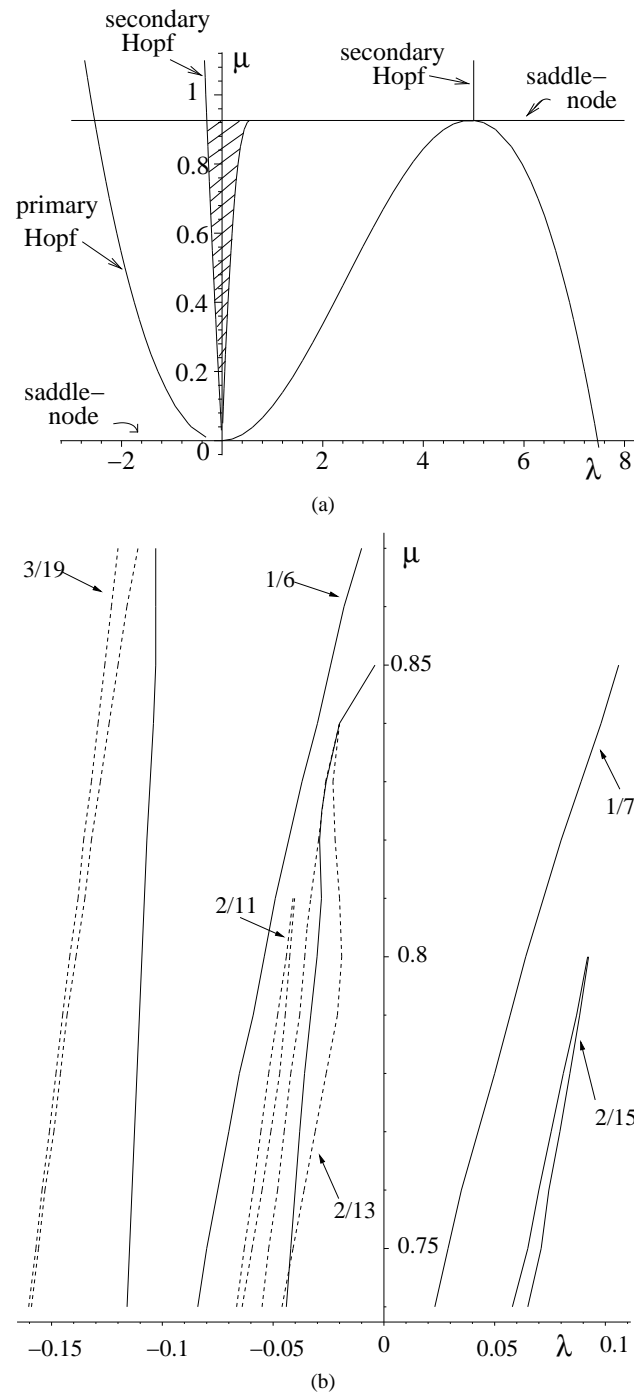 secondary
Hopf
μ
secondary
Hopf
saddle–
node
1
0.8
primary
Hopf
0.6
0.4
0.2
saddle–
node
0
−2
2
4
6
8
λ
(a)
3/19
1/6
μ
0.85
1/7
2/11
0.8
2/15
2/13
0.75
−0.15
−0.1
−0.05
0
0.05
λ
0.1
(b)